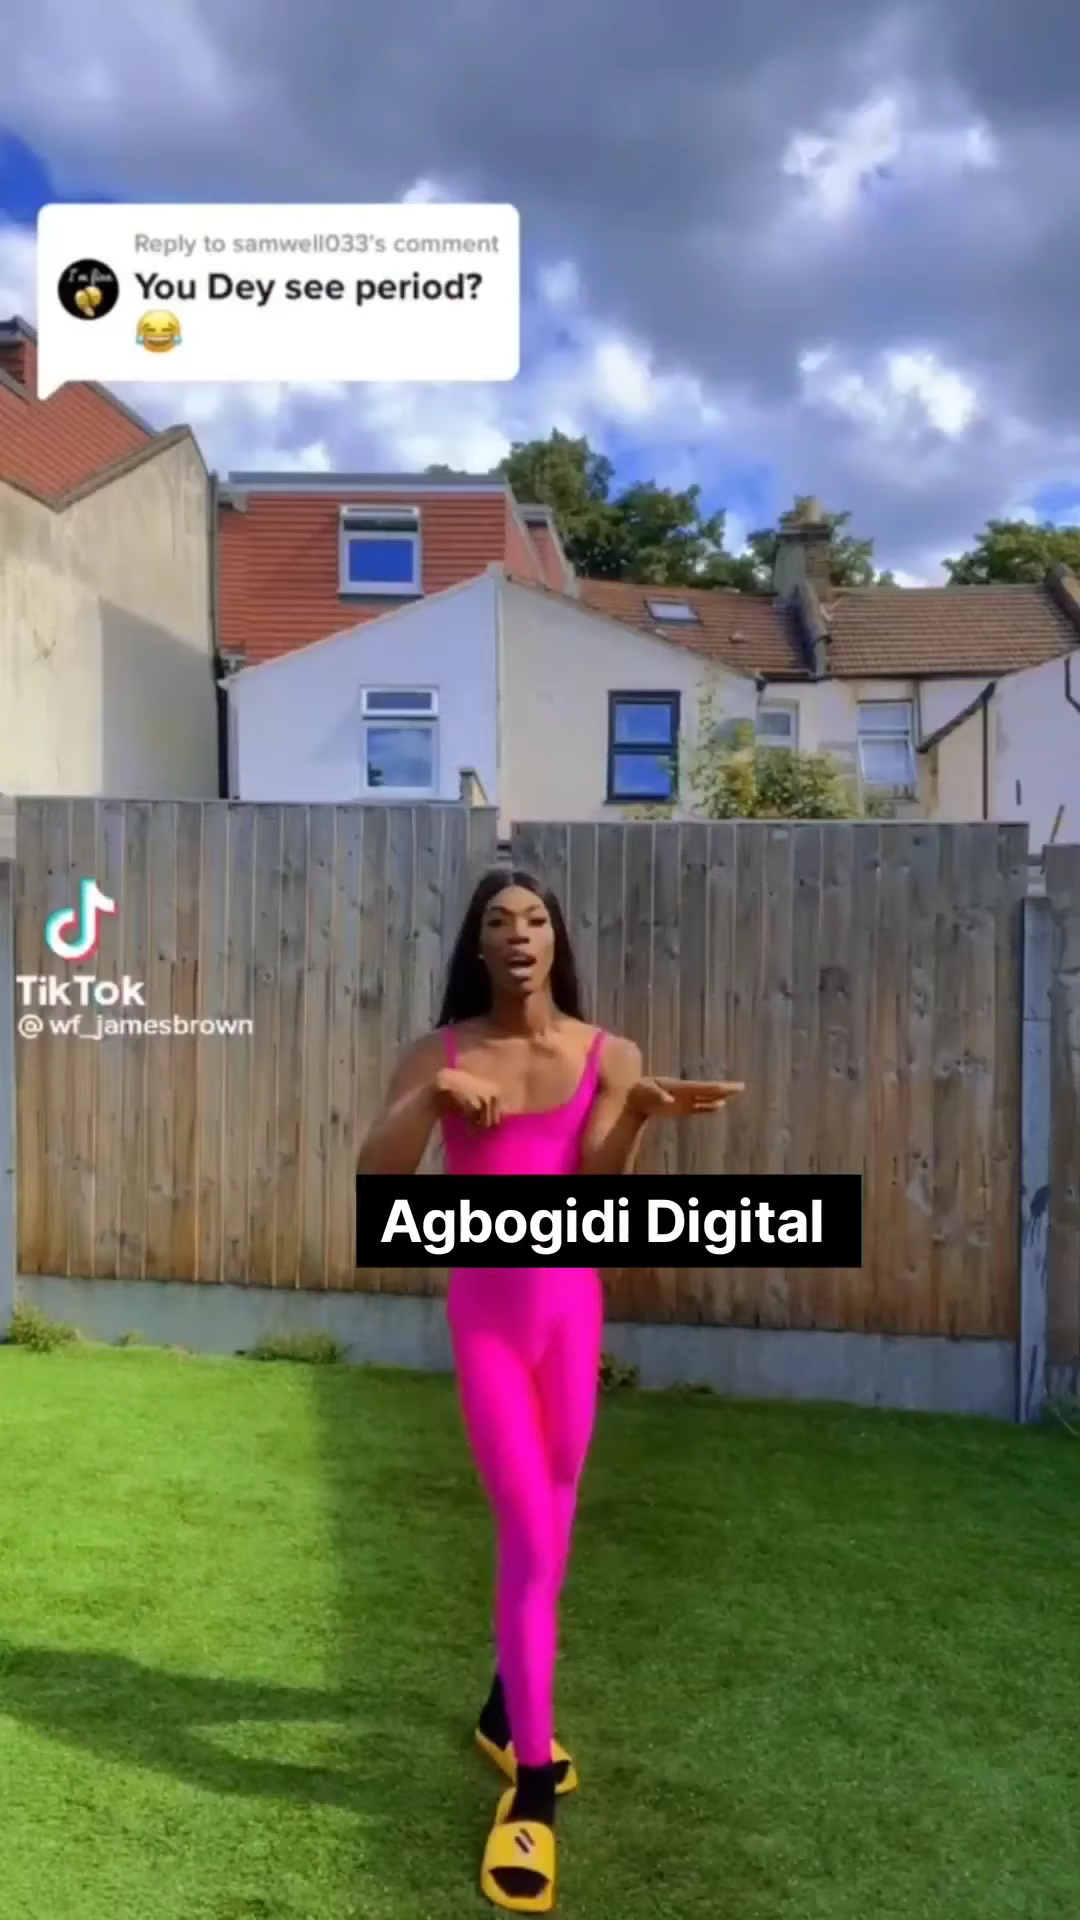 Reply to samwell033's comment
You Dey see period?
😂
TikTok
@wf_jamesbrown
Agbogidi Digital